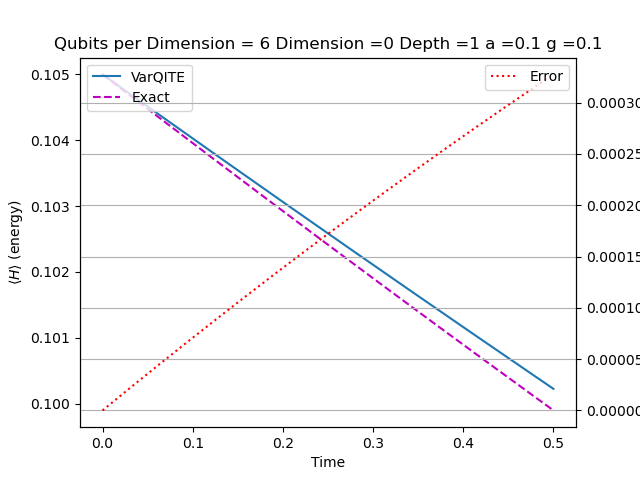 Qubits per Dimension = 6 Dimension =0 Depth =1 a =0.1 g =0.1
VarQITE
Exact
Error
0.105
0.104
0.103
0.102
0.101
0.100
⟨H⟩ (energy)
0.00030
0.00025
0.00020
0.00015
0.00010
0.00005
0.00000
0.0 0.1 0.2 0.3 0.4 0.5
Time